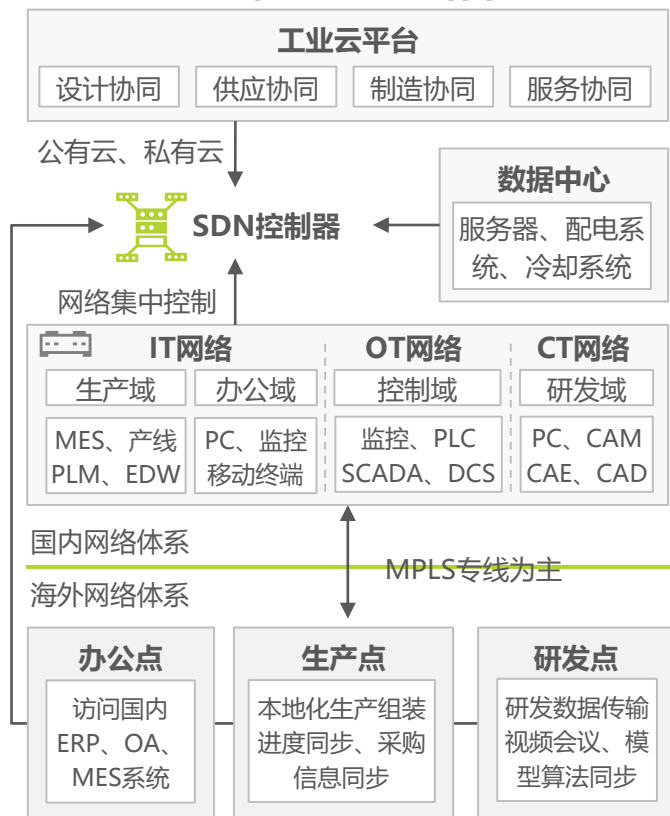 工业云平台
设计协同 供应协同 制造协同 服务协同
公有云、私有云
数据中心
服务器、配电系
统、冷却系统
SDN控制器
网络集中控制
IT网络 OT网络 CT网络
生产域 办公域 控制域 研发域
MES、产线
PLM、EDW
PC、监控
移动终端
监控、PLC
SCADA、DCS
PC、CAM
CAE、CAD
国内网络体系
MPLS专线为主
海外网络体系
办公点
访问国内
ERP、OA、
MES系统
生产点
本地化生产组装
进度同步、采购
信息同步
研发点
研发数据传输
视频会议、模
型算法同步